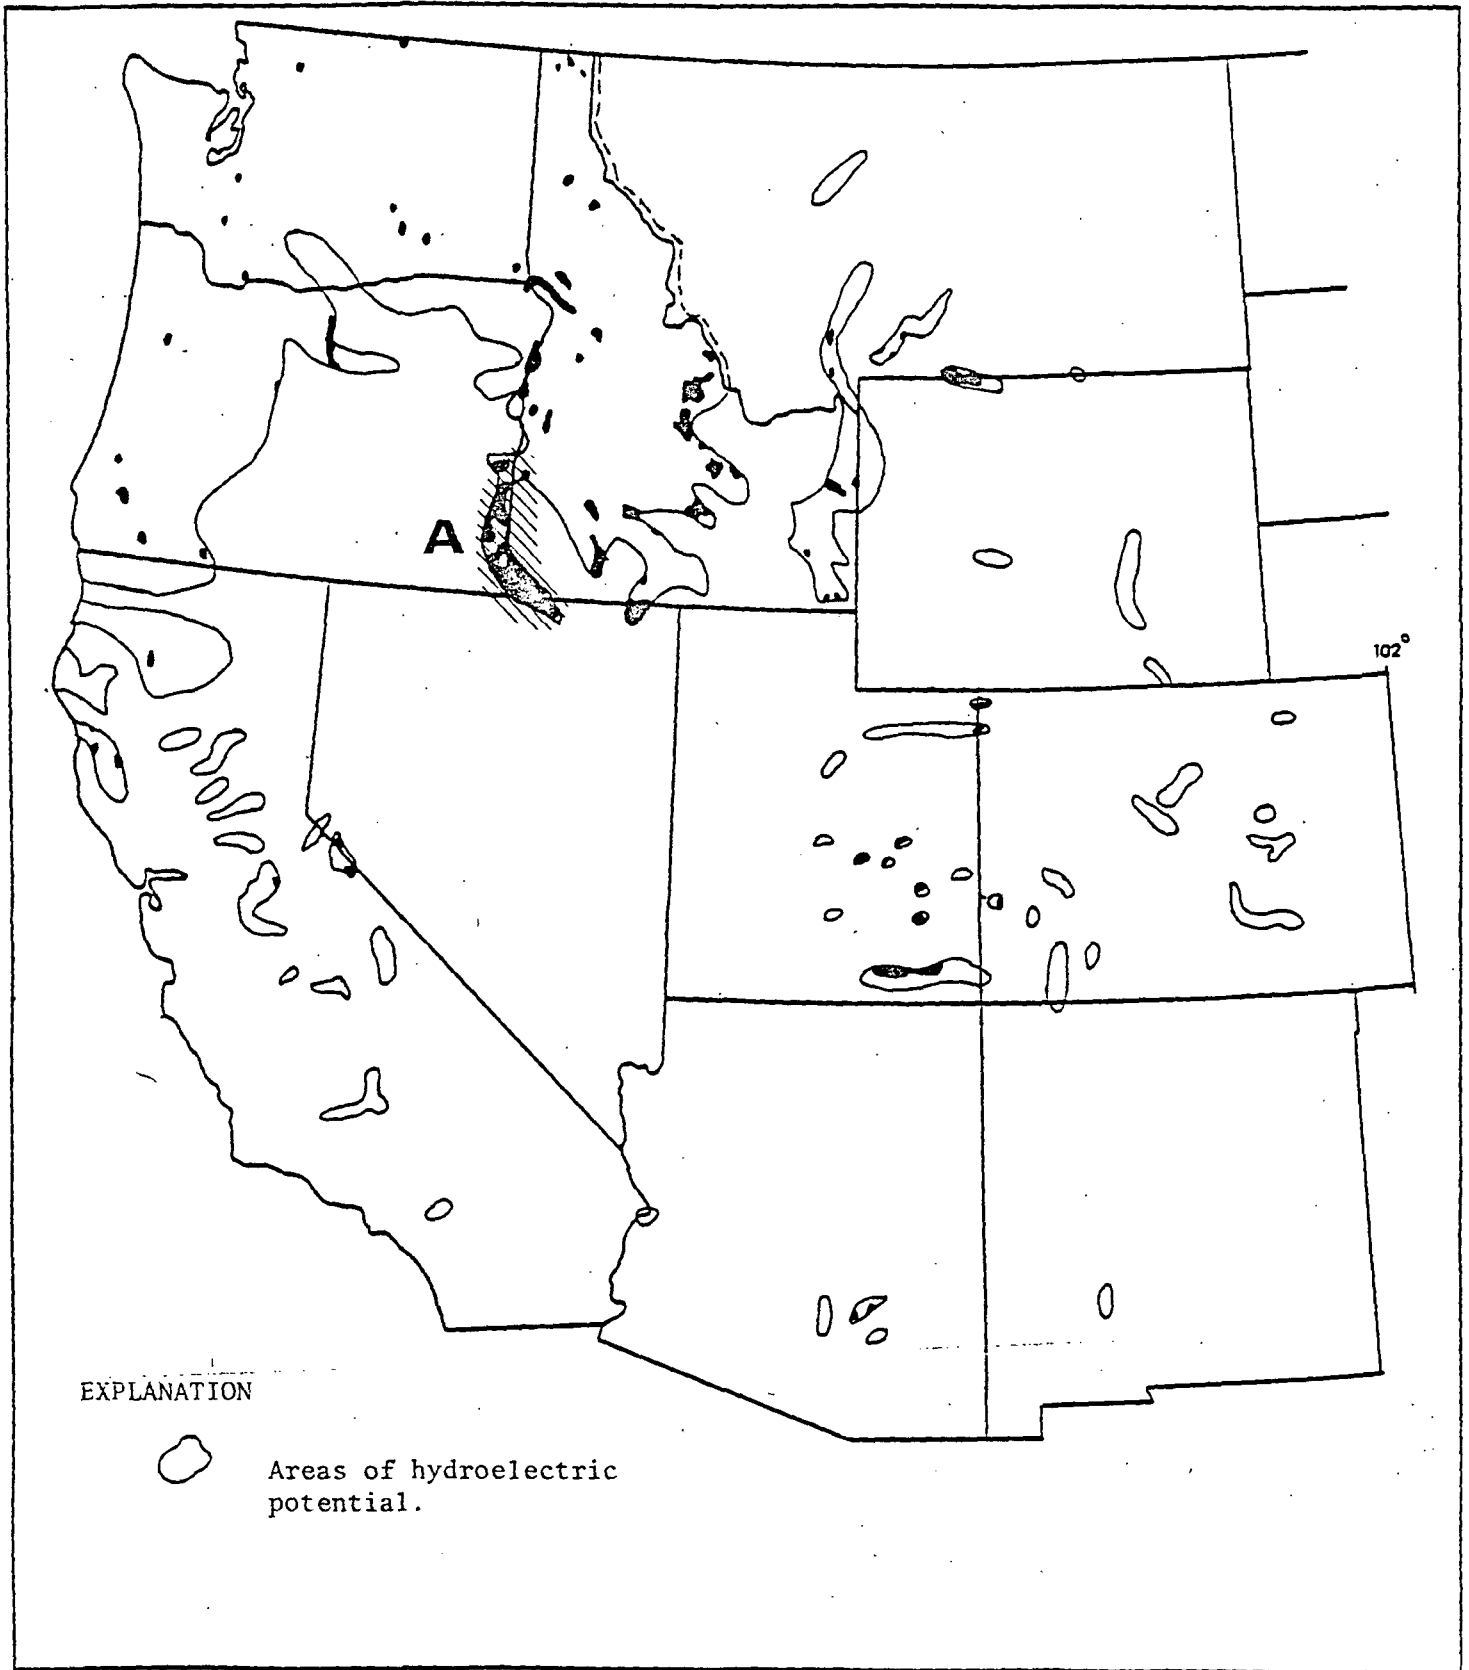 A
102°
EXPLANATION
Areas of hydroelectric
potential.